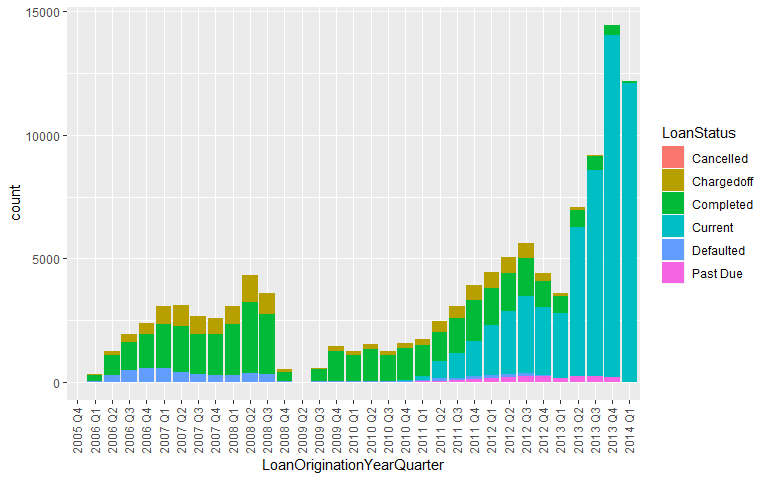 15000
10000
5000
0
count
2005 Q4
2006 Q1
2006 Q2
2006 Q3
2006 Q4
2007 Q1
2007 Q2
2007 Q3
2007 Q4
2008 Q1
2008 Q2
2008 Q3
2008 Q4
2009 Q2
2009 Q3
2009 Q4
2010 Q1
2010 Q2
2010 Q3
2010 Q4
2011 Q1
2011 Q2
2011 Q3
2011 Q4
2012 Q1
2012 Q2
2012 Q3
2012 Q4
2013 Q1
2013 Q2
2013 Q3
2013 Q4
2014 Q1
LoanOriginationYearQuarter
LoanStatus
Cancelled
Chargedoff
Completed
Current
Defaulted
Past Due